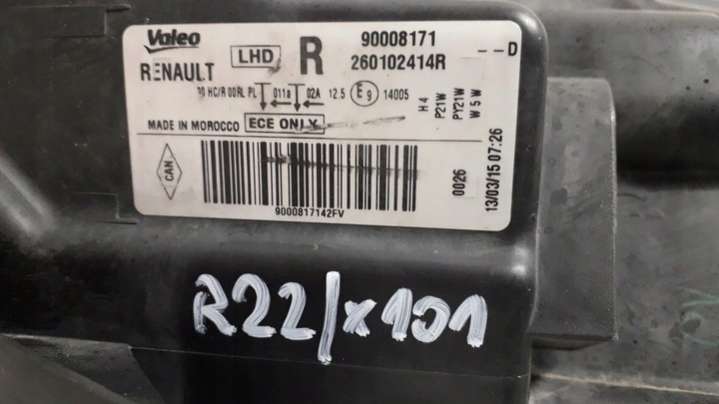 Valeo LHD R 90008171
RENAULT 260102414R --D
HC/R 00RL PL 011a 02A 12.5 E9 14005
H4
P21W
PY21W
W5W
MADE IN MOROCCO ECE ONLY
CAN
9000817142FV
0026
13/03/15 07:26
R22/x101